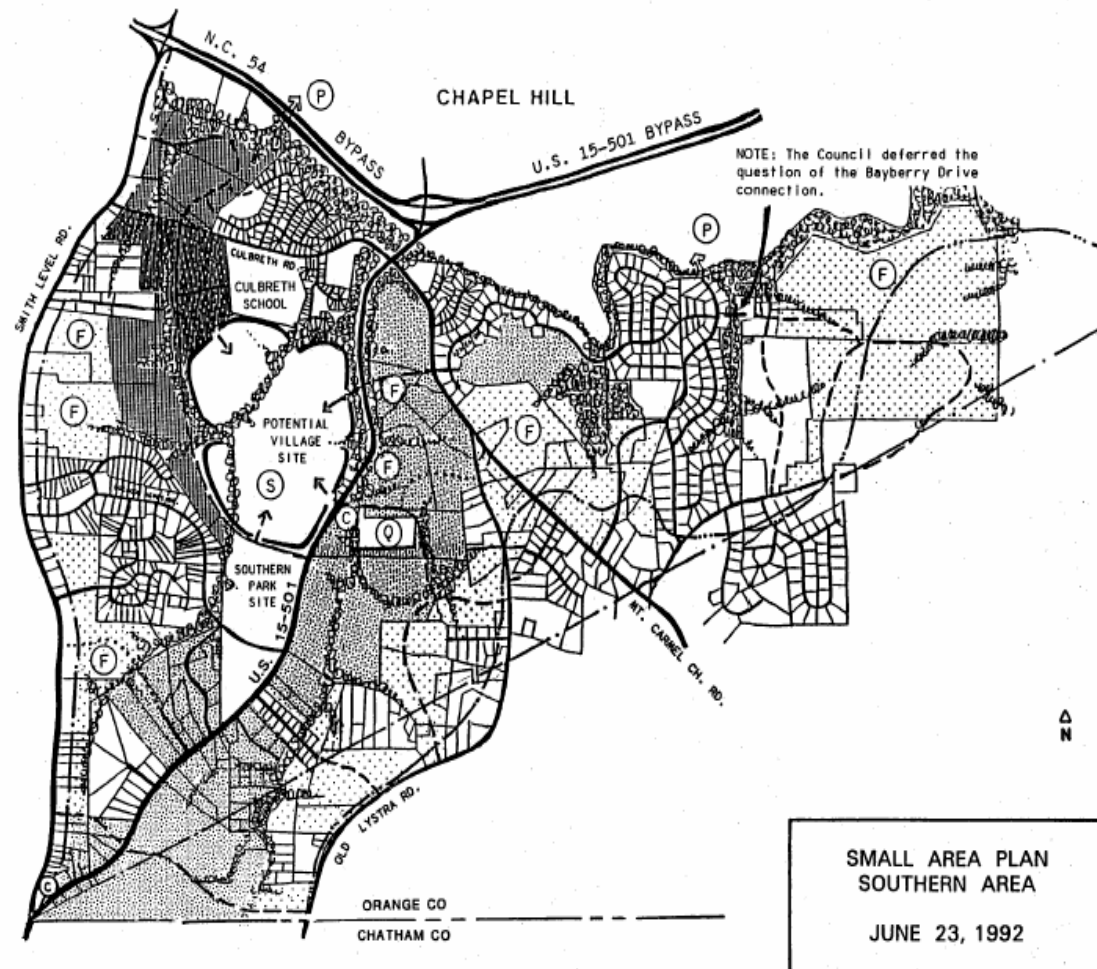 N.C. 54
BYPASS
P
CHAPEL HILL
U.S. 15-501 BYPASS
NOTE: The Council deferred the
question of the Bayberry Drive
connection.
P
SMITH LEVEL RD.
CULBRETH RD.
CULBRETH
SCHOOL
F
F
F
F
F
F
POTENTIAL
VILLAGE
SITE
S
C
O
SOUTHERN
PARK
SITE
U.S. 15-501
MT. CARMEL CH. RD.
F
N
OLD LYSTRA RD.
C
ORANGE CO
CHATHAM CO
SMALL AREA PLAN
SOUTHERN AREA
JUNE 23, 1992